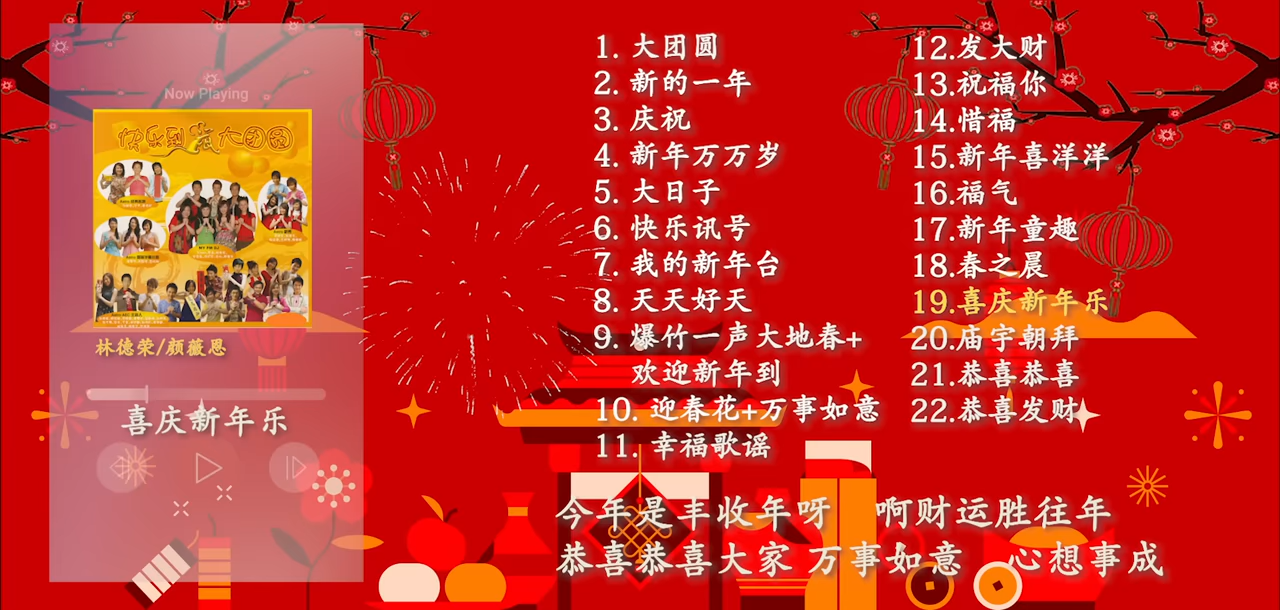 Now Playing
快乐到家大团圆
林德荣/颜薇恩
喜庆新年乐
1. 大团圆
2. 新的一年
3. 庆祝
4. 新年万万岁
5. 大日子
6. 快乐讯号
7. 我的新年台
8. 天天好天
9. 爆竹一声大地春+
欢迎新年到
10. 迎春花+万事如意
11. 幸福歌谣
12.发大财
13.祝福你
14.惜福
15.新年喜洋洋
16.福气
17.新年童趣
18.春之晨
19.喜庆新年乐
20.庙宇朝拜
21.恭喜恭喜
22.恭喜发财
今年是丰收年呀 啊财运胜往年
恭喜恭喜大家 万事如意 心想事成